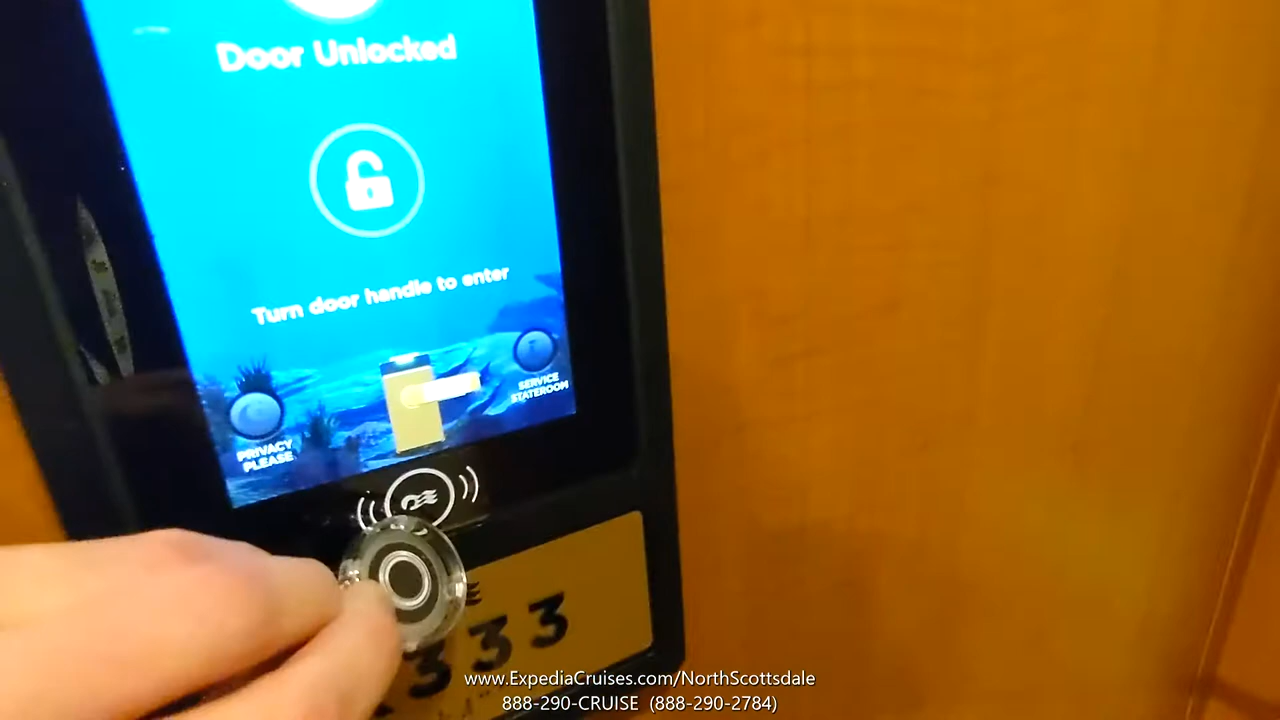 Door Unlocked
Turn door handle to enter
SERVICE
STATEROOM
PRIVACY
PLEASE
333
www.ExpediaCruises.com/NorthScottsdale
888-290-CRUISE (888-290-2784)